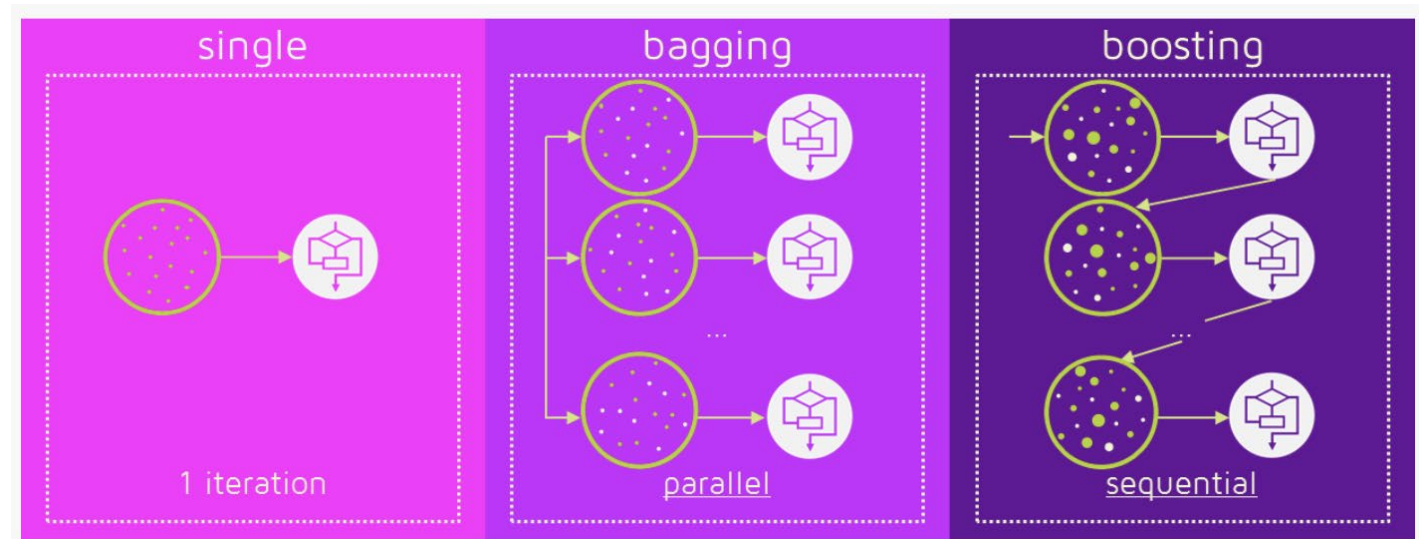 single
bagging
boosting
...
...
1 iteration
parallel
sequential